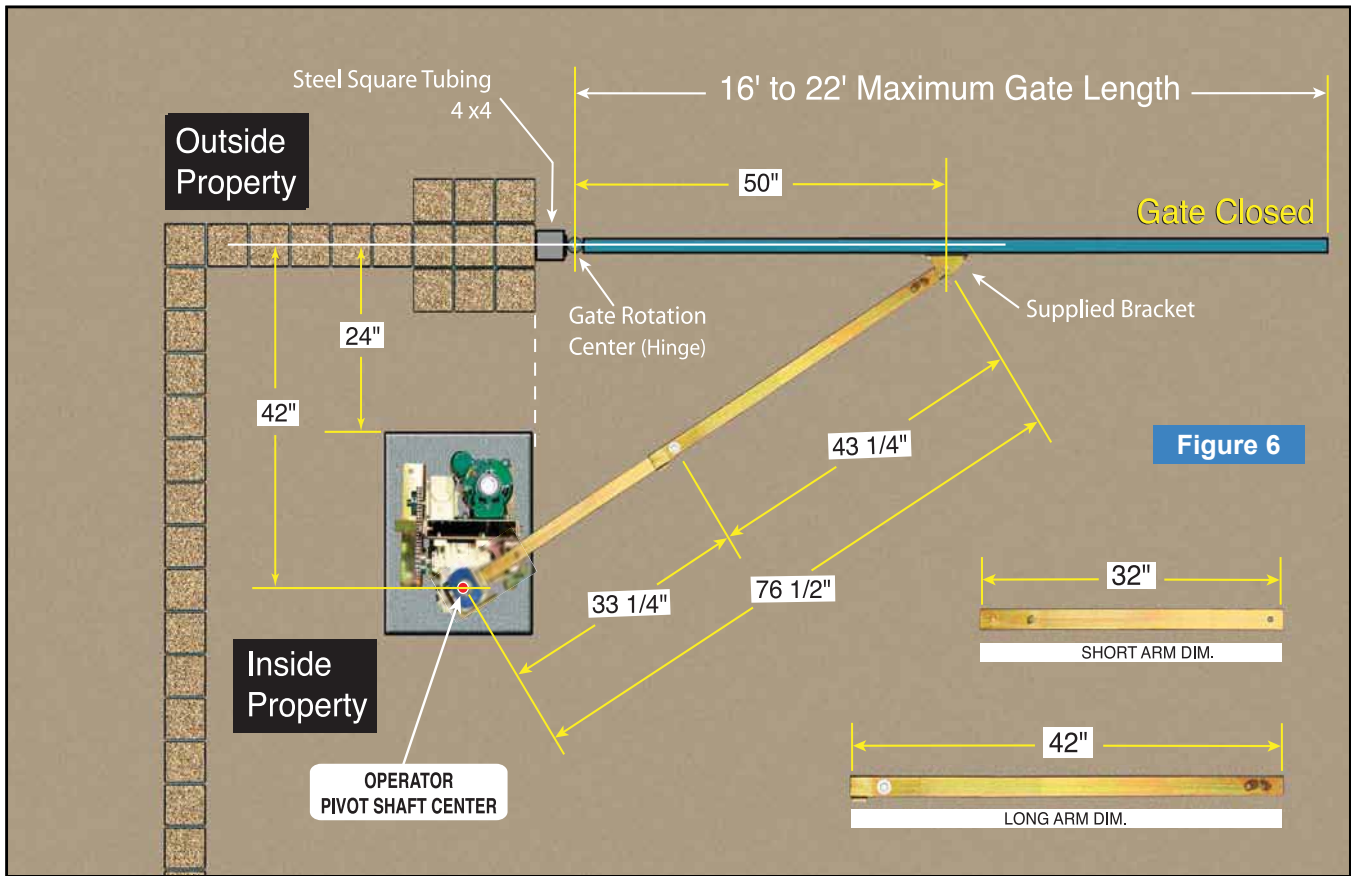 Steel Square Tubing
4 x4
16' to 22' Maximum Gate Length
Outside
Property
50"
Gate Closed
24"
42"
Gate Rotation
Center (Hinge)
Supplied Bracket
43 1/4"
Figure 6
33 1/4"
76 1/2"
32"
SHORT ARM DIM.
Inside
Property
42"
LONG ARM DIM.
OPERATOR
PIVOT SHAFT CENTER